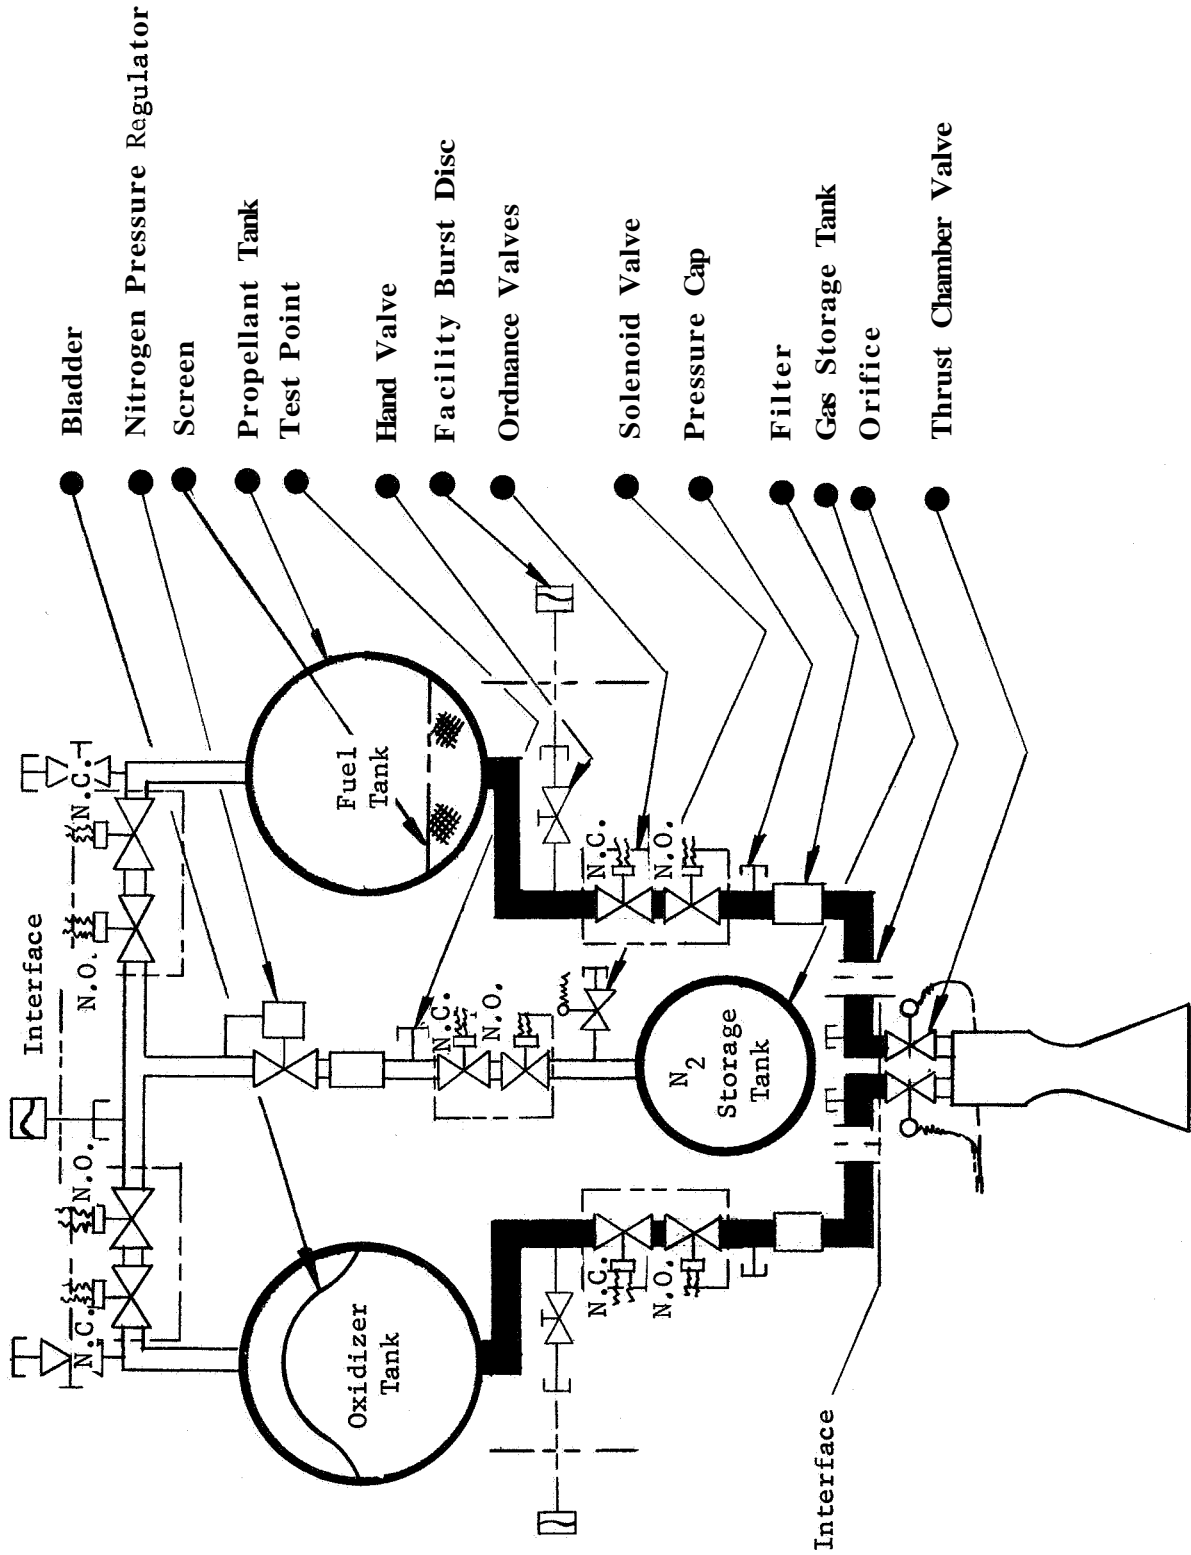 Bladder
Nitrogen Pressure Regulator
Screen
Propellant Tank
Test Point
Hand Valve
Facility Burst Disc
Ordnance Valves
Solenoid Valve
Pressure Cap
Filter
Gas Storage Tank
Orifice
Thrust Chamber Valve
Interface
N.C.
N.O.
N.O.
N.C.
Fuel
Tank
N.C.
N.O.
N.C.
N.O.
N2
Storage
Tank
Oxidizer
Tank
N.C.
N.O.
Interface